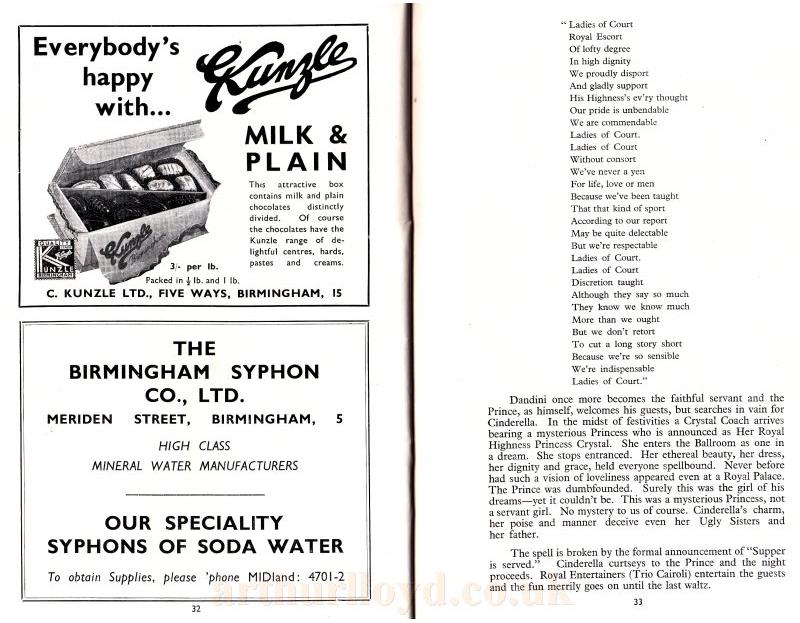 Everybody's
happy
with...
Kunzle
MILK &
PLAIN
This attractive box
contains milk and plain
chocolates distinctly
divided. Of course
the chocolates have the
Kunzle range of de-
lightful centres, hards,
pastes and creams.
Kunzle
QUALITY
KUNZLE
BIRMINGHAM
3/- per lb.
Packed in ½ lb. and 1 lb.
C. KUNZLE LTD., FIVE WAYS, BIRMINGHAM, 15
THE
BIRMINGHAM SYPHON
CO., LTD.
MERIDEN STREET, BIRMINGHAM, 5
HIGH CLASS
MINERAL WATER MANUFACTURERS
OUR SPECIALITY
SYPHONS OF SODA WATER
To obtain Supplies, please 'phone MIDland: 4701-2
32
" Ladies of Court
Royal Escort
Of lofty degree
In high dignity
We proudly disport
And gladly support
His Highness's ev'ry thought
Our pride is unbendable
We are commendable
Ladies of Court.
Ladies of Court
Without consort
We've never a yen
For life, love or men
Because we've been taught
That that kind of sport
According to our report
May be quite delectable
But we're respectable
Ladies of Court.
Ladies of Court
Discretion taught
Although they say so much
They know we know much
More than we ought
But we don't retort
To cut a long story short
Because we're so sensible
We're indispensable
Ladies of Court."
Dandini once more becomes the faithful servant and the
Prince, as himself, welcomes his guests, but searches in vain for
Cinderella. In the midst of festivities a Crystal Coach arrives
bearing a mysterious Princess who is announced as Her Royal
Highness Princess Crystal. She enters the Ballroom as one in
a dream. She stops entranced. Her ethereal beauty, her dress,
her dignity and grace, held everyone spellbound. Never before
had such a vision of loveliness appeared even at a Royal Palace.
The Prince was dumbfounded. Surely this was the girl of his
dreams—yet it couldn't be. This was a mysterious Princess, not
a servant girl. No mystery to us of course. Cinderella's charm,
her poise and manner deceive even her Ugly Sisters and
her father.
The spell is broken by the formal announcement of "Supper
is served." Cinderella curtseys to the Prince and the night
proceeds. Royal Entertainers (Trio Cairoli) entertain the guests
and the fun merrily goes on until the last waltz.
33
arthurlloyd.co.uk